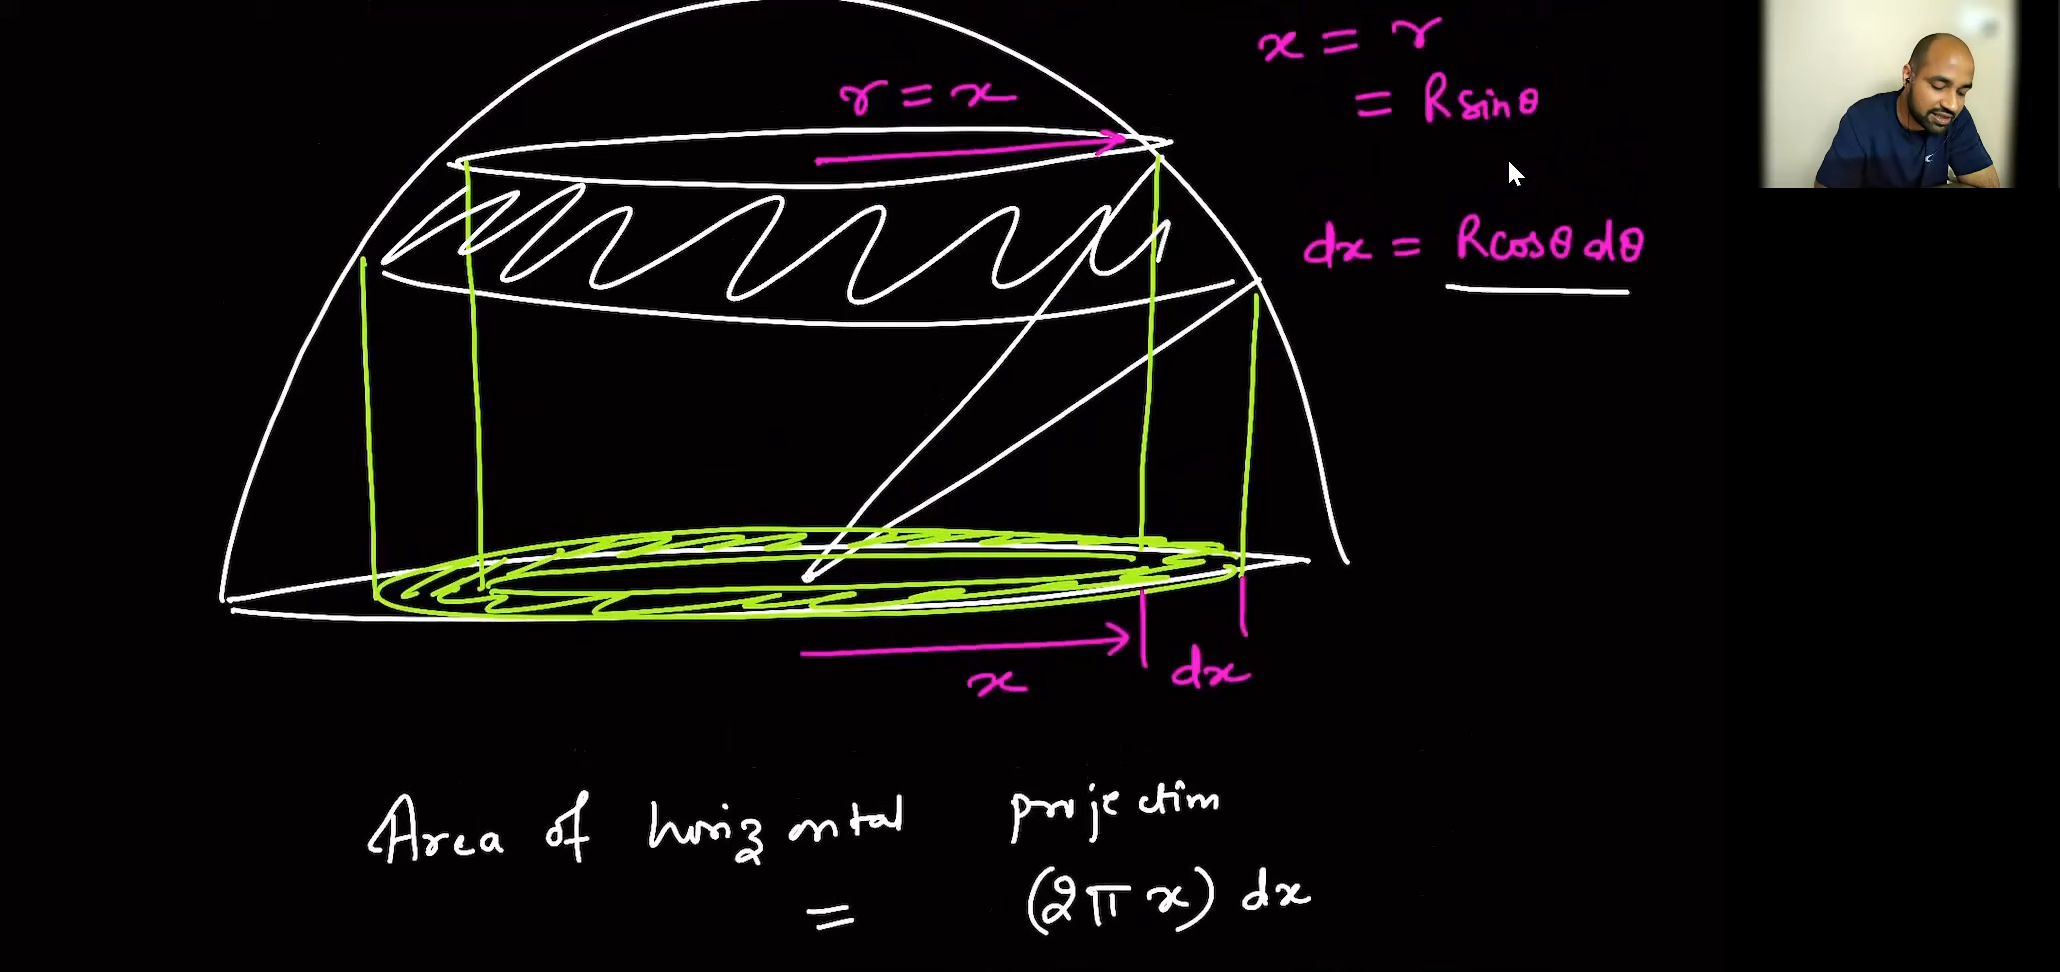 x = r
r = x
= R sin θ
dx = R cos θ dθ
x
dx
Area of horizontal projection
= (2π x) dx